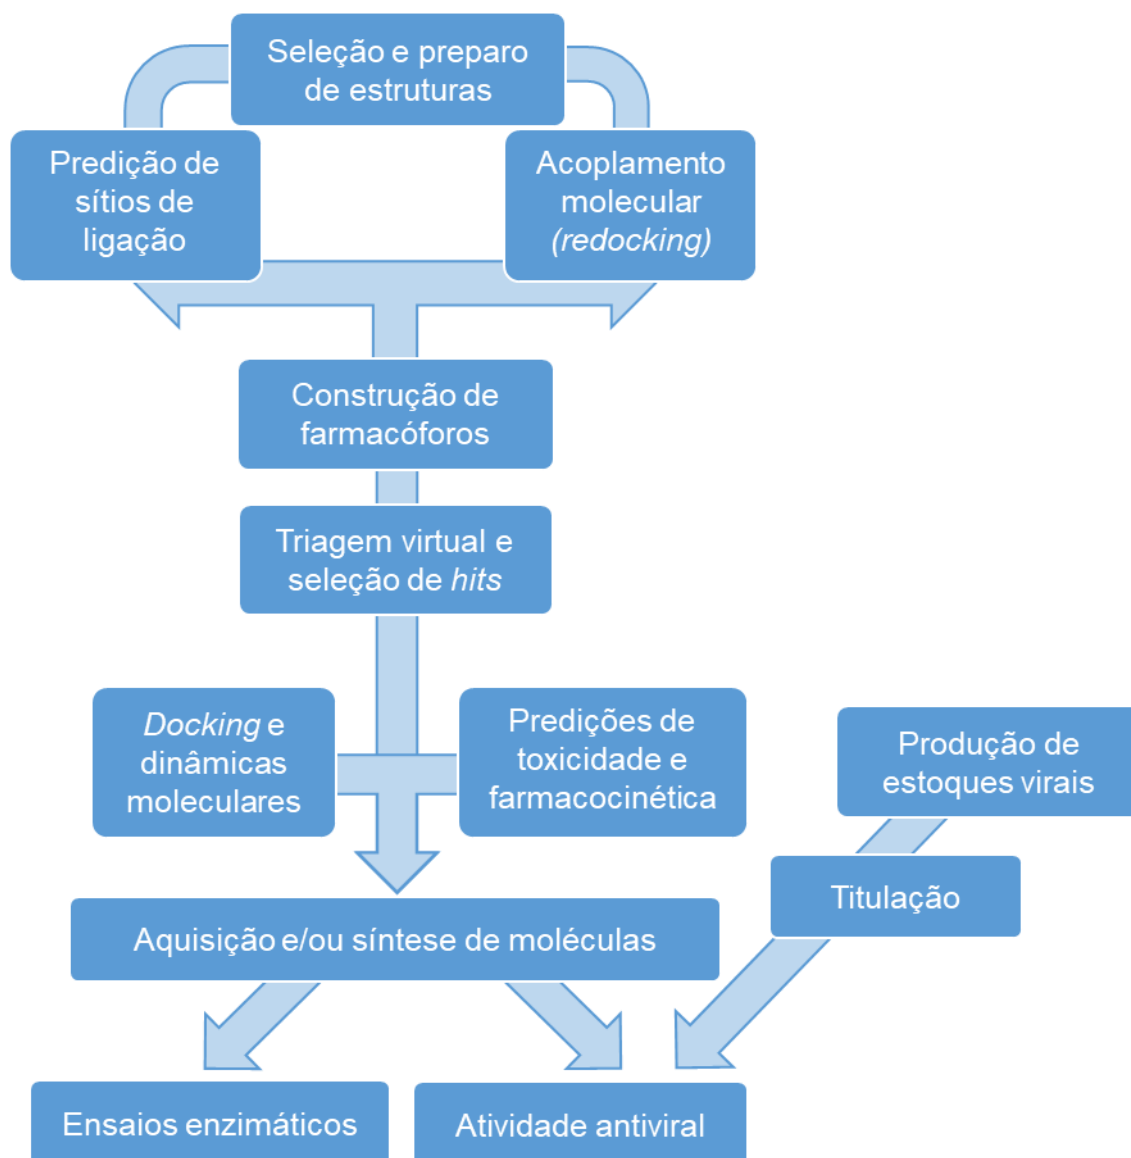 Seleção e preparo
de estruturas
Predição de
sítios de
ligação
Acoplamento
molecular
(redocking)
Construção de
farmacóforos
Triagem virtual e
seleção de hits
Docking e
dinâmicas
moleculares
Predições de
toxicidade e
farmacocinética
Produção de
estoques virais
Titulação
Aquisição e/ou síntese de moléculas
Ensaios enzimáticos
Atividade antiviral